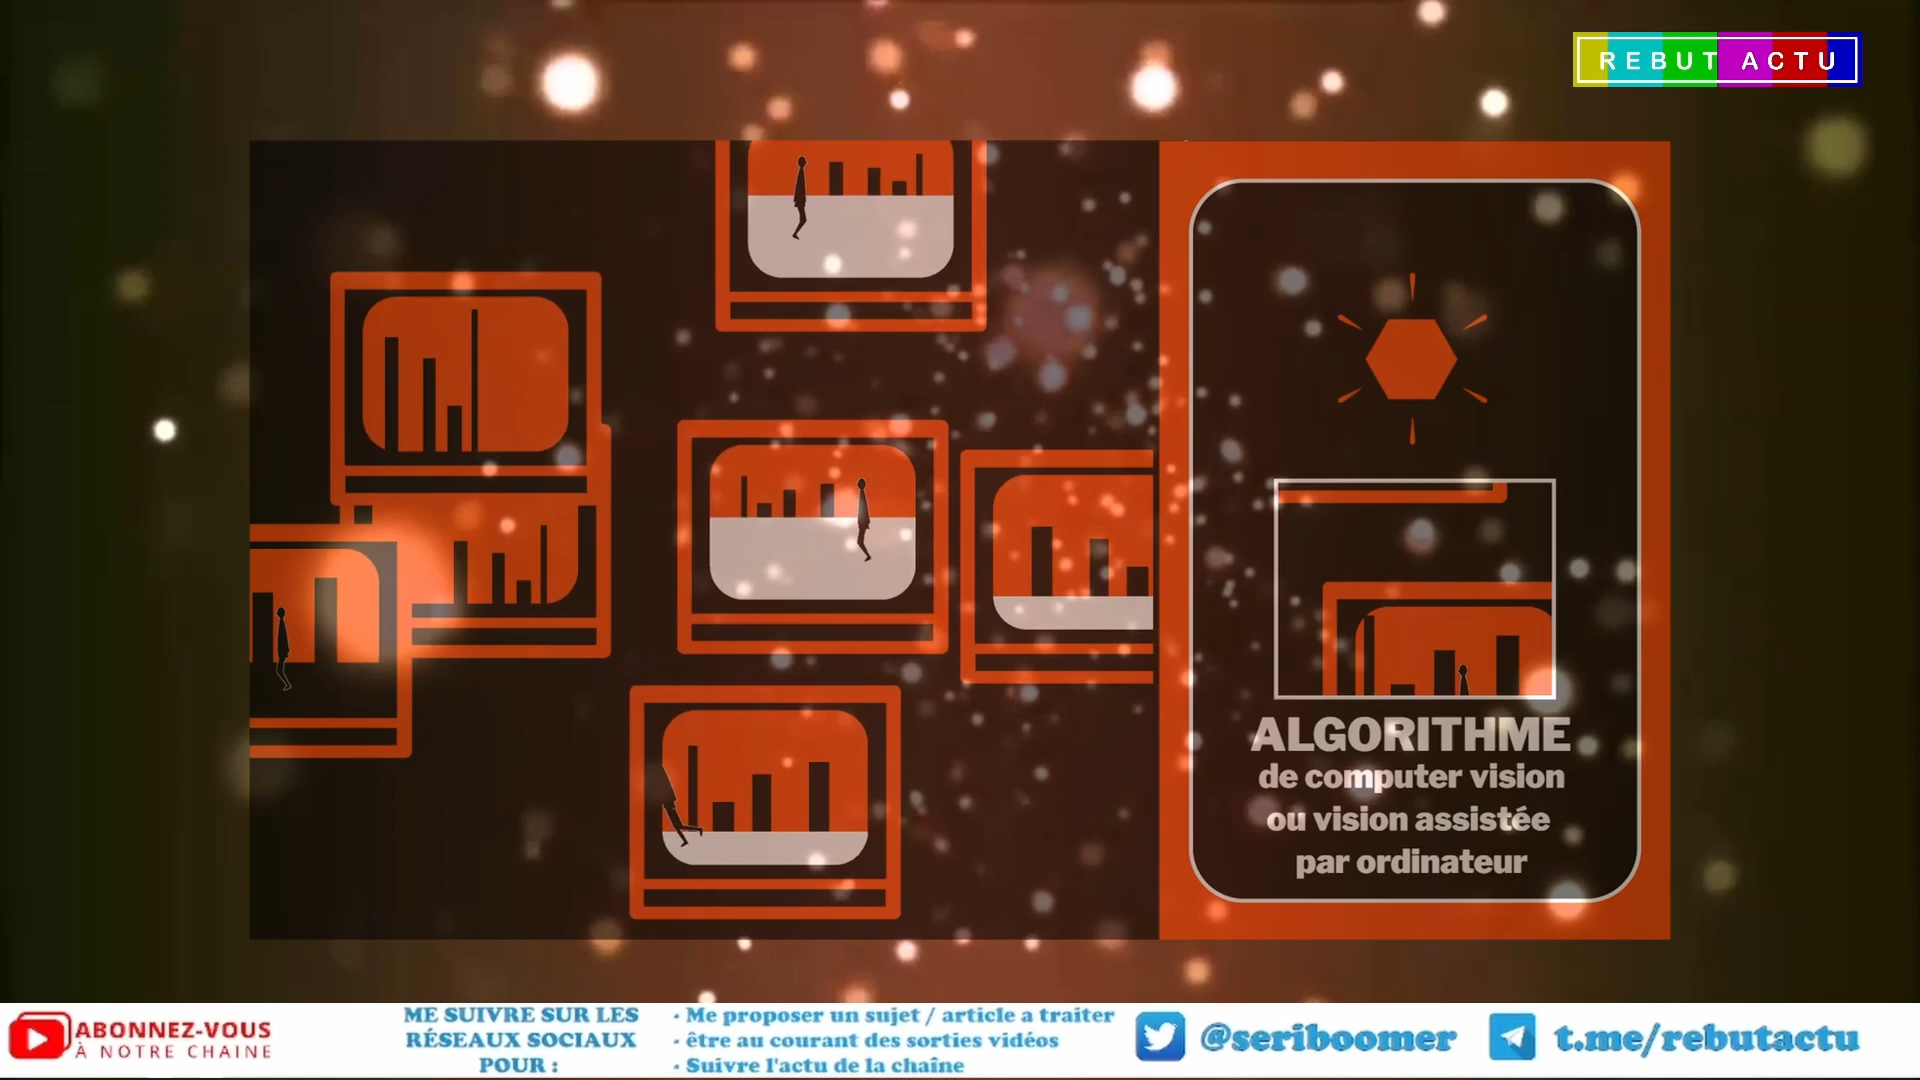 REBUT ACTU
ALGORITHME
de computer vision
ou vision assistée
par ordinateur
ABONNEZ-VOUS
À NOTRE CHAINE
ME SUIVRE SUR LES
RÉSEAUX SOCIAUX
POUR :
- Me proposer un sujet / article a traiter
- être au courant des sorties vidéos
- Suivre l'actu de la chaîne
@seriboomer
t.me/rebutactu